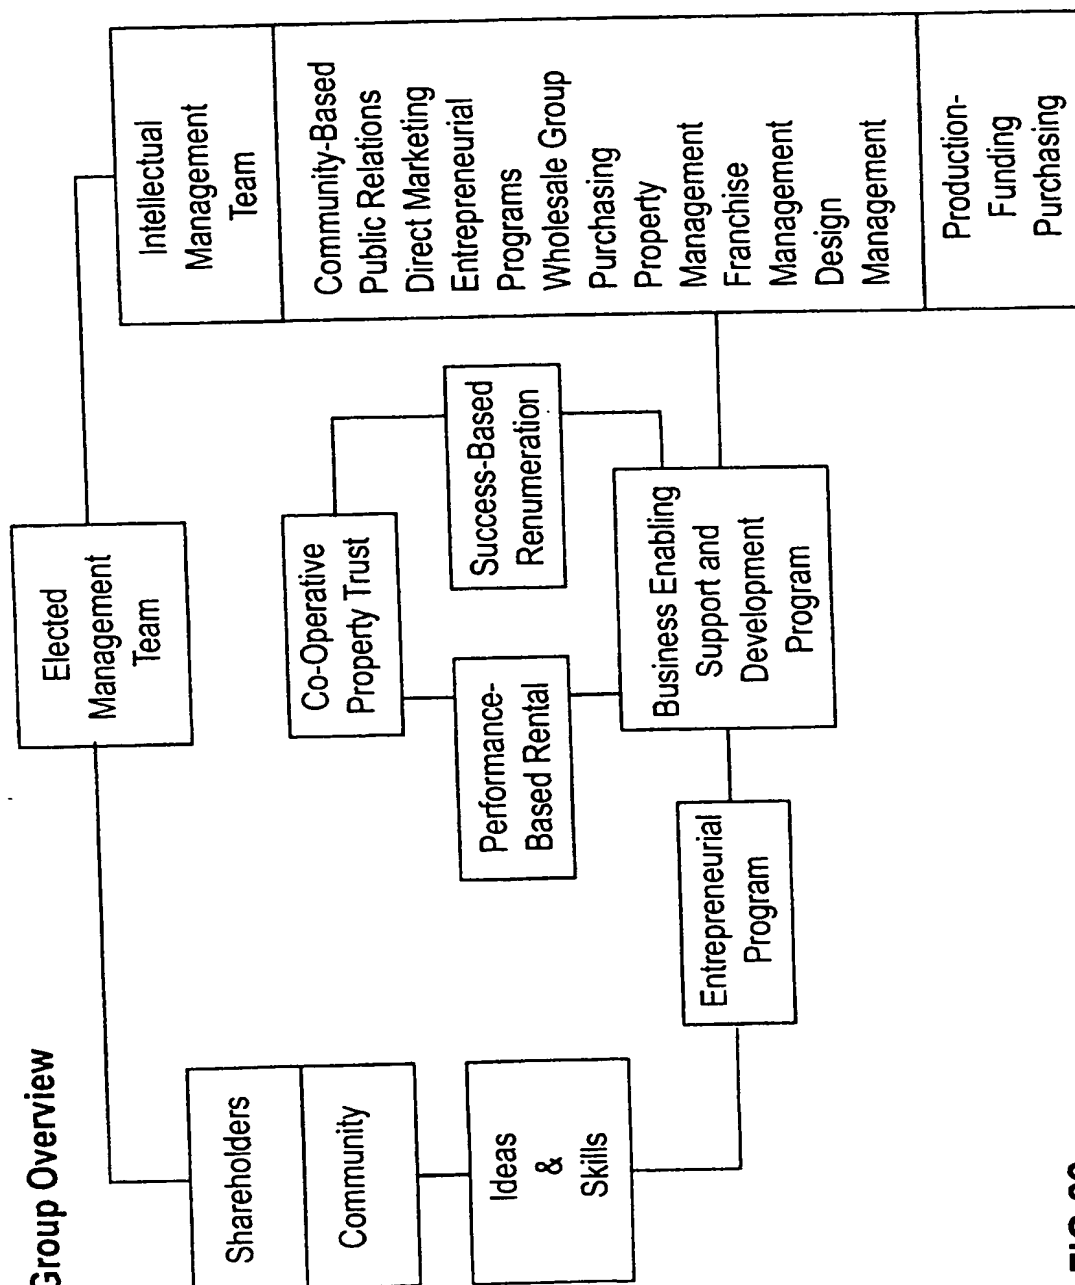 Group Overview
Elected
Management
Team
Shareholders
Community
Ideas
&
Skills
Entrepreneurial
Program
Co-Operative
Property Trust
Performance-
Based Rental
Success-Based
Renumeration
Business Enabling
Support and
Development
Program
Intellectual
Management
Team
Community-Based
Public Relations
Direct Marketing
Entrepreneurial
Programs
Wholesale Group
Purchasing
Property
Management
Franchise
Management
Design
Management
Production-
Funding
Purchasing